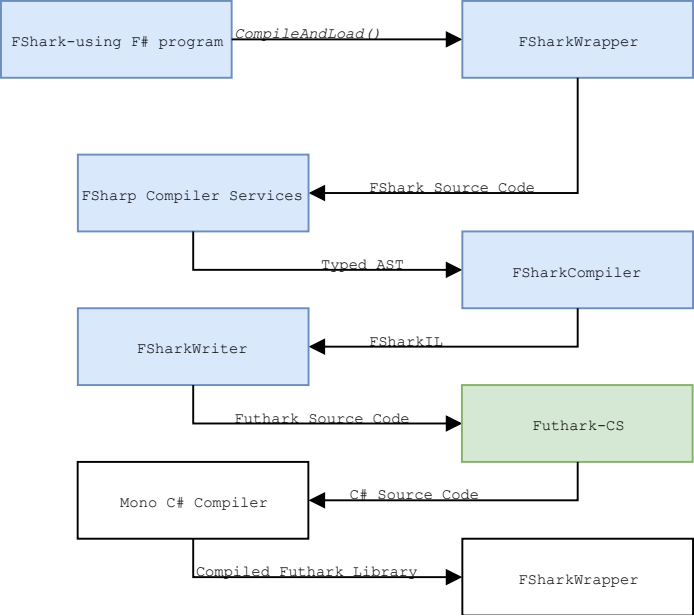 FShark-using F# program
CompileAndLoad()
FSharkWrapper
FShark Source Code
FSharp Compiler Services
Typed AST
FSharkCompiler
FSharkIL
FSharkWriter
Futhark Source Code
Futhark-CS
C# Source Code
Mono C# Compiler
Compiled Futhark Library
FSharkWrapper